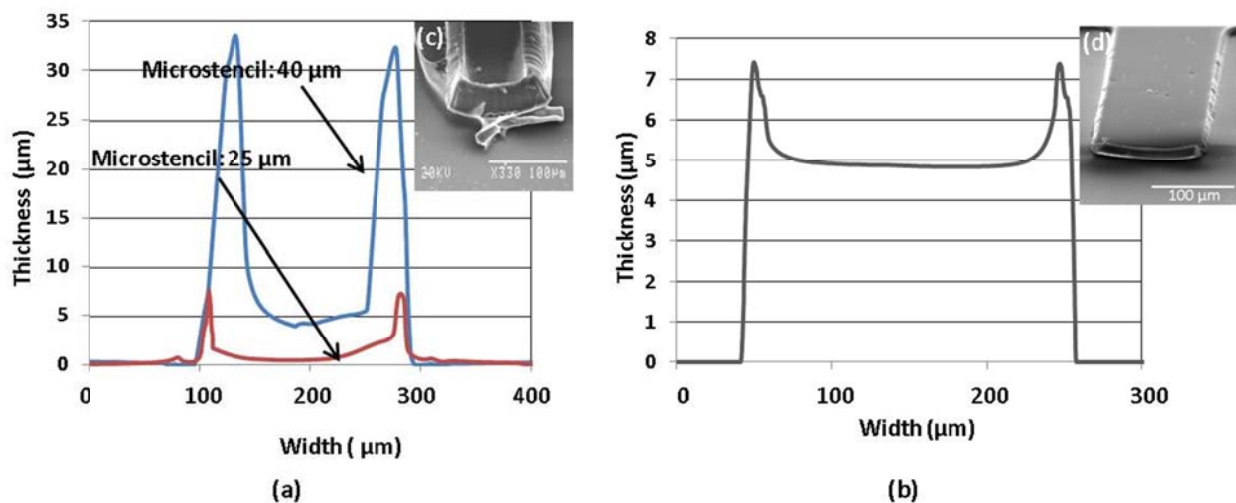 35
30
25
20
15
10
5
0
Thickness (µm)
Microstencil: 40 µm
Microstencil: 25 µm
(c)
20KV X330 100µm
0 100 200 300 400
Width ( µm)
(a)
8
7
6
5
4
3
2
1
0
Thickness (µm)
(d)
100 µm
0 100 200 300
Width (µm)
(b)